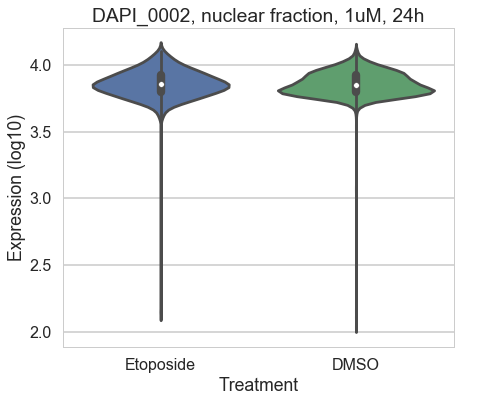 DAPI_0002, nuclear fraction, 1uM, 24h
Expression (log10)
4.0
3.5
3.0
2.5
2.0
Etoposide DMSO
Treatment